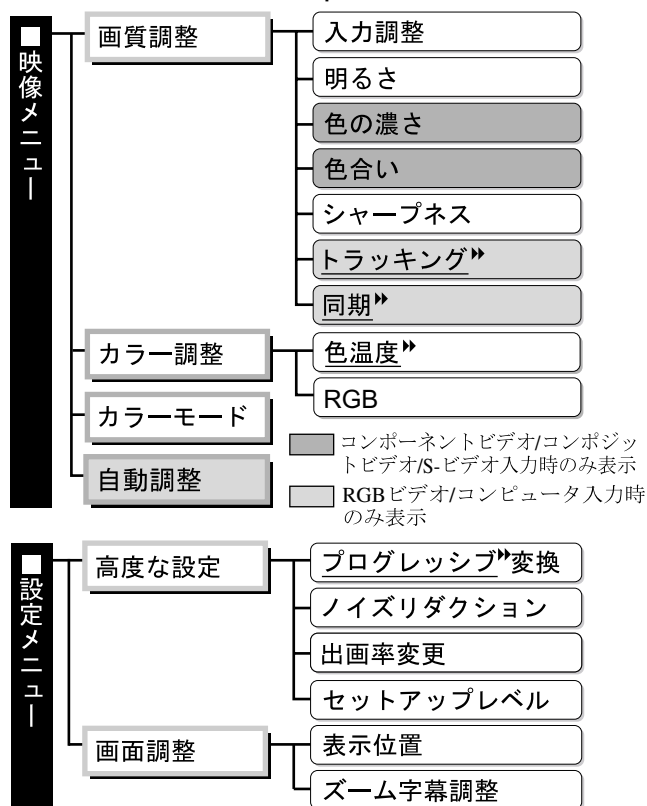 ■映像メニュー
画質調整
入力調整
明るさ
色の濃さ
色合い
シャープネス
トラッキング
同期
カラー調整
色温度
RGB
カラーモード
自動調整
コンポーネントビデオ/コンポジッ
トビデオ/S-ビデオ入力時のみ表示
RGBビデオ/コンピュータ入力時
のみ表示
■設定メニュー
高度な設定
プログレッシブ変換
ノイズリダクション
出画率変更
セットアップレベル
画面調整
表示位置
ズーム字幕調整